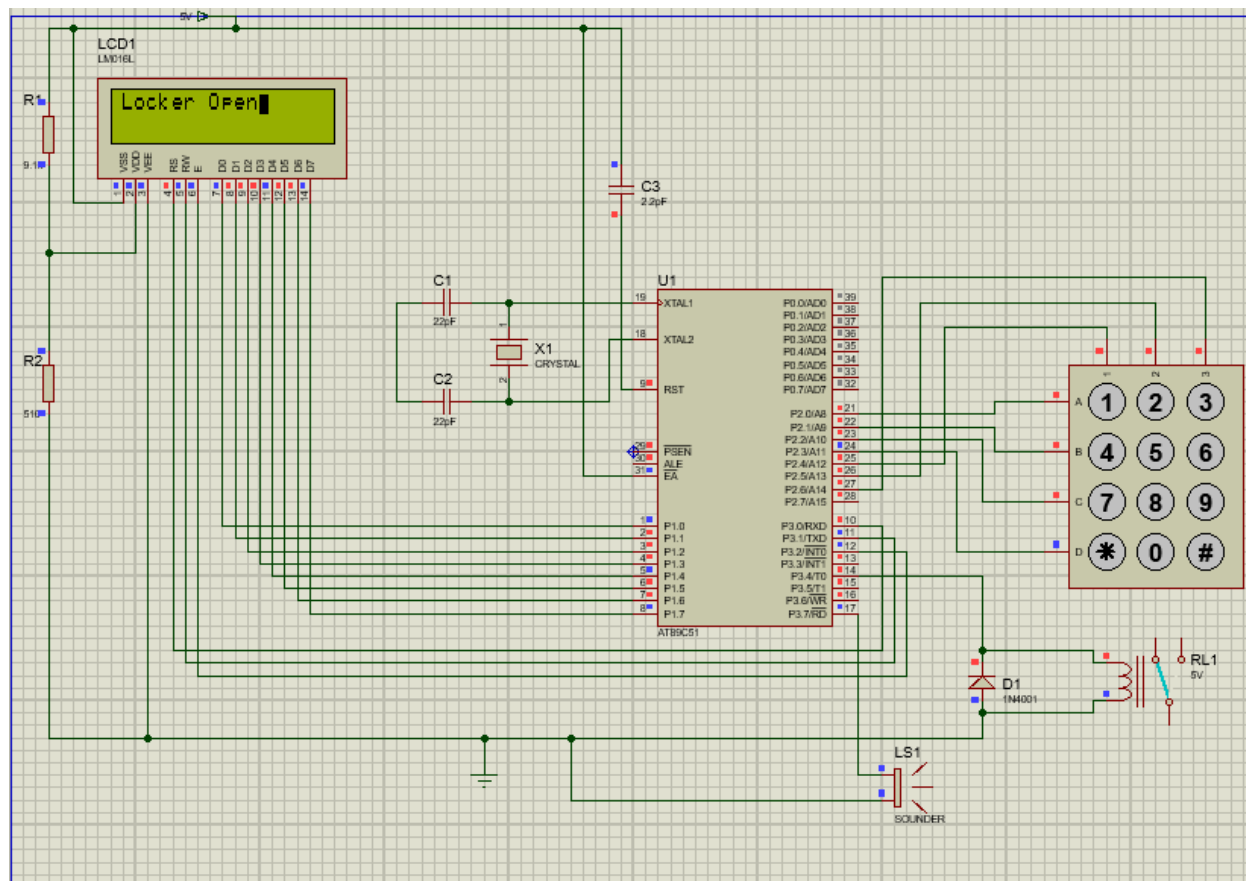 5V
LCD1
LM016L
Locker Open
R1
VSS VDD VEE RS RW E D0 D1 D2 D3 D4 D5 D6 D7
1 2 3 4 5 6 7 8 9 10 11 12 13 14
C3
2.2pF
C1
22pF
X1
CRYSTAL
1
2
C2
22pF
R2
U1
19 XTAL1
18 XTAL2
9 RST
29 PSEN
30 ALE
31 EA
1 P1.0
2 P1.1
3 P1.2
4 P1.3
5 P1.4
6 P1.5
7 P1.6
8 P1.7
P0.0/AD0 39
P0.1/AD1 38
P0.2/AD2 37
P0.3/AD3 36
P0.4/AD4 35
P0.5/AD5 34
P0.6/AD6 33
P0.7/AD7 32
P2.0/A8 21
P2.1/A9 22
P2.2/A10 23
P2.3/A11 24
P2.4/A12 25
P2.5/A13 26
P2.6/A14 27
P2.7/A15 28
P3.0/RXD 10
P3.1/TXD 11
P3.2/INT0 12
P3.3/INT1 13
P3.4/T0 14
P3.5/T1 15
P3.6/WR 16
P3.7/RD 17
AT89C51
1 2 3
A 1 2 3
B 4 5 6
C 7 8 9
D * 0 #
D1
1N4001
RL1
5V
LS1
SOUNDER